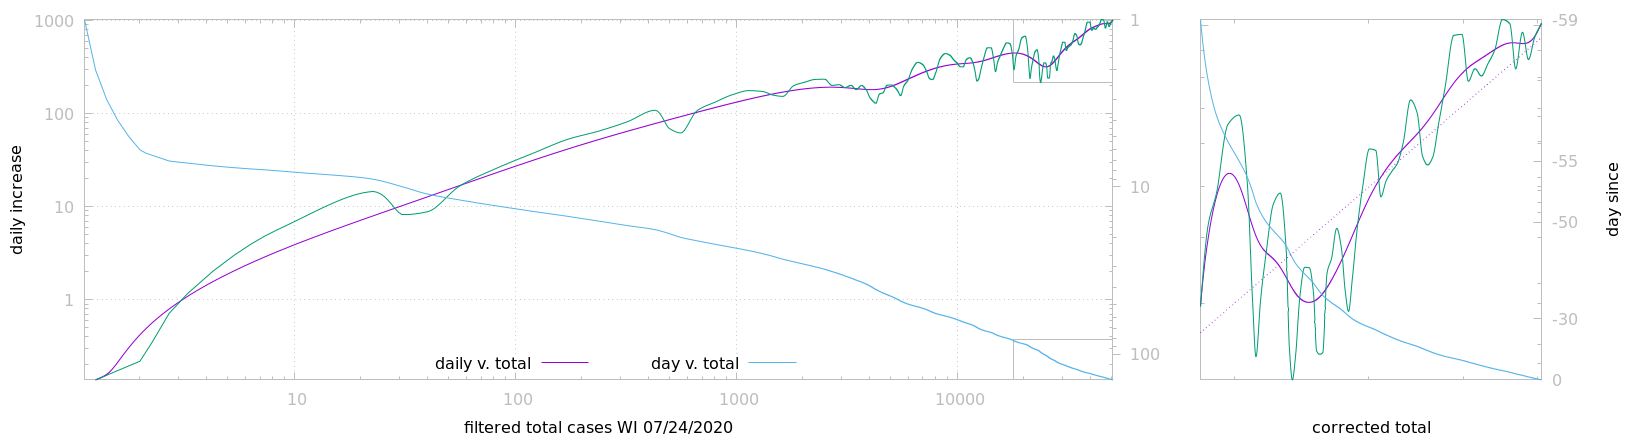 1000
100
10
1
daily increase
10
100
1000
10000
1
10
100
daily v. total
day v. total
filtered total cases WI 07/24/2020
-59
-55
-50
-30
0
day since
corrected total